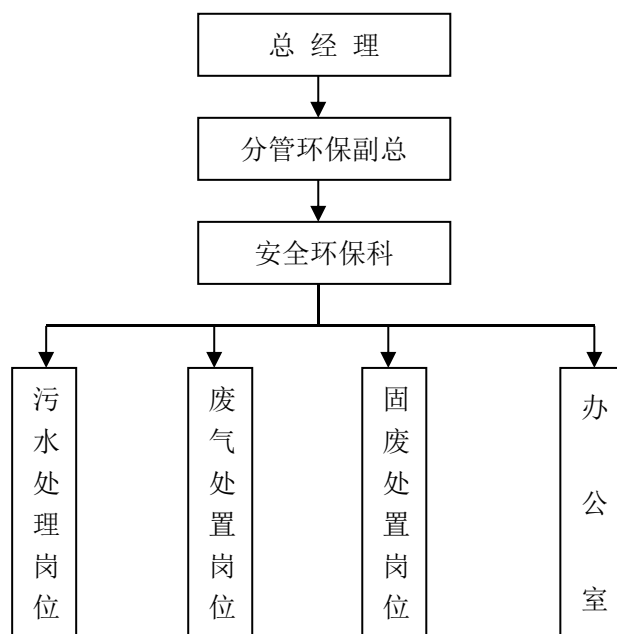 总 经 理
分管环保副总
安全环保科
污水处理岗位
废气处置岗位
固废处置岗位
办公室